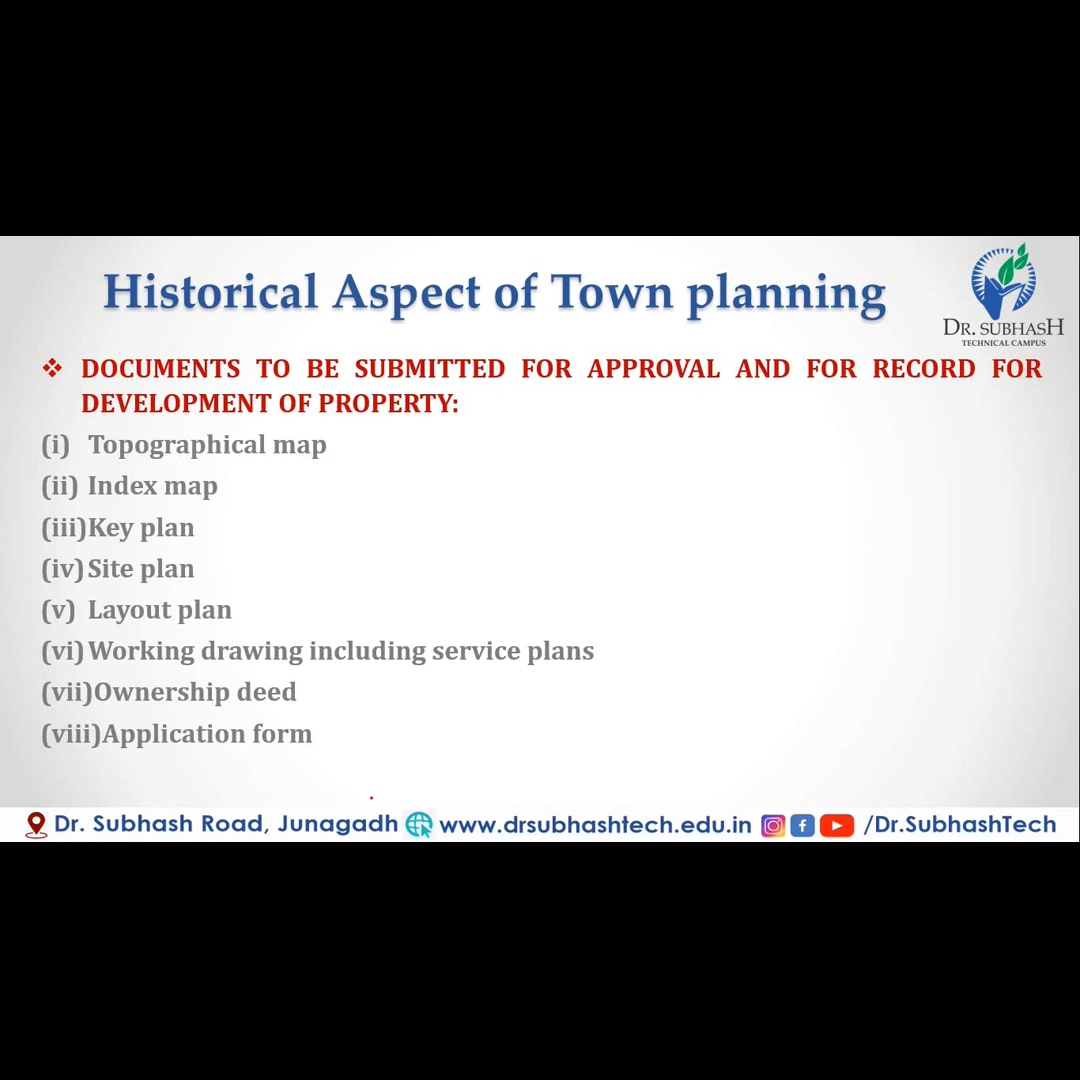 Historical Aspect of Town planning
DR. SUBHASH
TECHNICAL CAMPUS
❖ DOCUMENTS TO BE SUBMITTED FOR APPROVAL AND FOR RECORD FOR
DEVELOPMENT OF PROPERTY:
(i) Topographical map
(ii) Index map
(iii)Key plan
(iv) Site plan
(v) Layout plan
(vi) Working drawing including service plans
(vii)Ownership deed
(viii)Application form
Dr. Subhash Road, Junagadh www.drsubhashtech.edu.in /Dr.SubhashTech